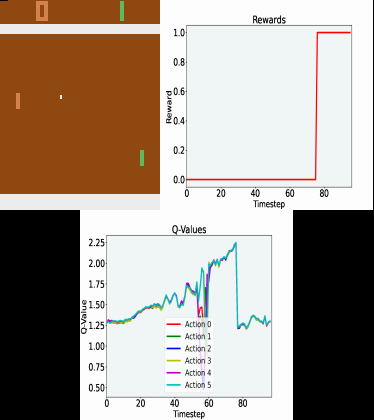 0 1
Rewards
1.0
0.8
0.6
0.4
0.2
0.0
Reward
0 20 40 60 80
Timestep
Q-Values
2.25
2.00
1.75
1.50
1.25
1.00
0.75
0.50
Q-Value
Action 0
Action 1
Action 2
Action 3
Action 4
Action 5
0 20 40 60 80
Timestep